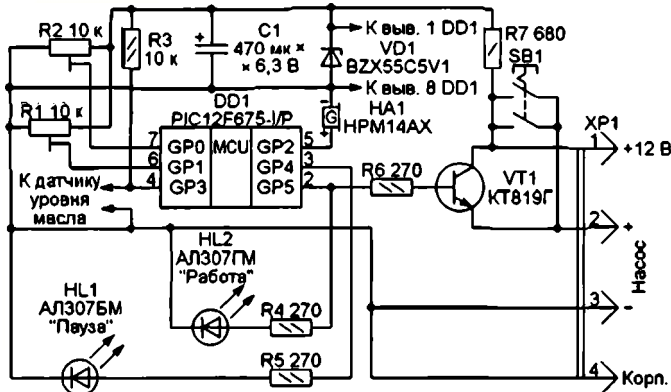 R2 10 к
R3
10 к
C1
470 мк ×
× 6,3 В
К выв. 1 DD1
VD1
BZX55C5V1
К выв. 8 DD1
R7 680
SB1
R1 10 к
DD1
PIC12F675-I/P
HA1
HPM14AX
G
7 GP0 MCU GP2 5
6 GP1 GP4 3
4 GP3 GP5 2
R6 270
VT1
КТ819Г
XP1
1 +12 В
2 +
Насос
3 -
4 Корп.
К датчику
уровня
масла
HL2
АЛ307ГМ
"Работа"
HL1
АЛ307БМ
"Пауза"
R4 270
R5 270